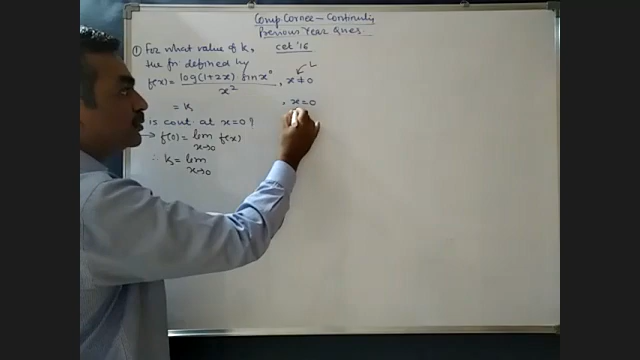 Comp Corner - Continuity
Previous Year Ques.
① For what value of k, cet '16
the fn defined by
f(x) = log(1+2x) sin x° / x² , x ≠ 0
L
= k , x = 0
is cont. at x = 0 ?
→ f(0) = lim x→0 f(x)
∴ k = lim x→0